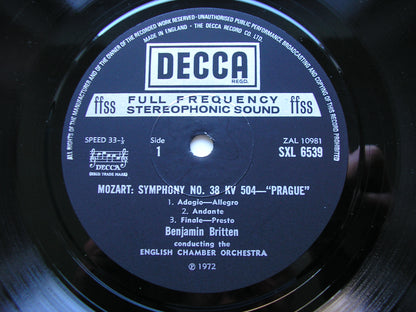 ALL RIGHTS OF THE MANUFACTURER AND OF THE OWNER OF THE RECORDED WORK RESERVED · UNAUTHORISED PUBLIC PERFORMANCE BROADCASTING AND COPYING OF THIS RECORD PROHIBITED
MADE IN ENGLAND · THE DECCA RECORD CO. LTD.
DECCA
REGD.
ffss
FULL FREQUENCY
STEREOPHONIC SOUND
ffss
SPEED 33-⅓
Side
1
ZAL 10981
SXL 6539
DECCA
(REGD TRADE MARK)
MOZART: SYMPHONY NO. 38 KV 504—"PRAGUE"
1. Adagio—Allegro
2. Andante
3. Finale—Presto
Benjamin Britten
conducting the
ENGLISH CHAMBER ORCHESTRA
Ⓟ 1972